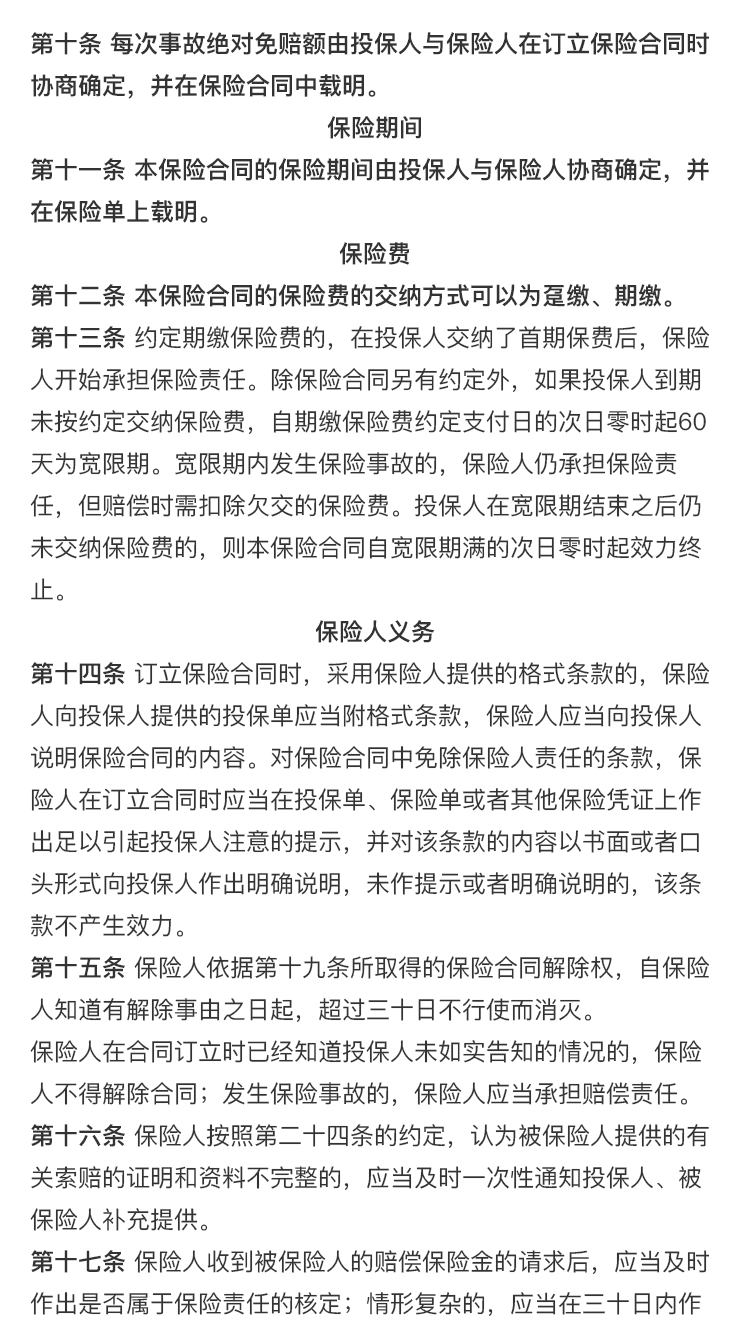 第十条 每次事故绝对免赔额由投保人与保险人在订立保险合同时
协商确定，并在保险合同中载明。
保险期间
第十一条 本保险合同的保险期间由投保人与保险人协商确定，并
在保险单上载明。
保险费
第十二条 本保险合同的保险费的交纳方式可以为趸缴、期缴。
第十三条 约定期缴保险费的，在投保人交纳了首期保费后，保险
人开始承担保险责任。除保险合同另有约定外，如果投保人到期
未按约定交纳保险费，自期缴保险费约定支付日的次日零时起60
天为宽限期。宽限期内发生保险事故的，保险人仍承担保险责
任，但赔偿时需扣除欠交的保险费。投保人在宽限期结束之后仍
未交纳保险费的，则本保险合同自宽限期满的次日零时起效力终
止。
保险人义务
第十四条 订立保险合同时，采用保险人提供的格式条款的，保险
人向投保人提供的投保单应当附格式条款，保险人应当向投保人
说明保险合同的内容。对保险合同中免除保险人责任的条款，保
险人在订立合同时应当在投保单、保险单或者其他保险凭证上作
出足以引起投保人注意的提示，并对该条款的内容以书面或者口
头形式向投保人作出明确说明，未作提示或者明确说明的，该条
款不产生效力。
第十五条 保险人依据第十九条所取得的保险合同解除权，自保险
人知道有解除事由之日起，超过三十日不行使而消灭。
保险人在合同订立时已经知道投保人未如实告知的情况的，保险
人不得解除合同；发生保险事故的，保险人应当承担赔偿责任。
第十六条 保险人按照第二十四条的约定，认为被保险人提供的有
关索赔的证明和资料不完整的，应当及时一次性通知投保人、被
保险人补充提供。
第十七条 保险人收到被保险人的赔偿保险金的请求后，应当及时
作出是否属于保险责任的核定；情形复杂的，应当在三十日内作